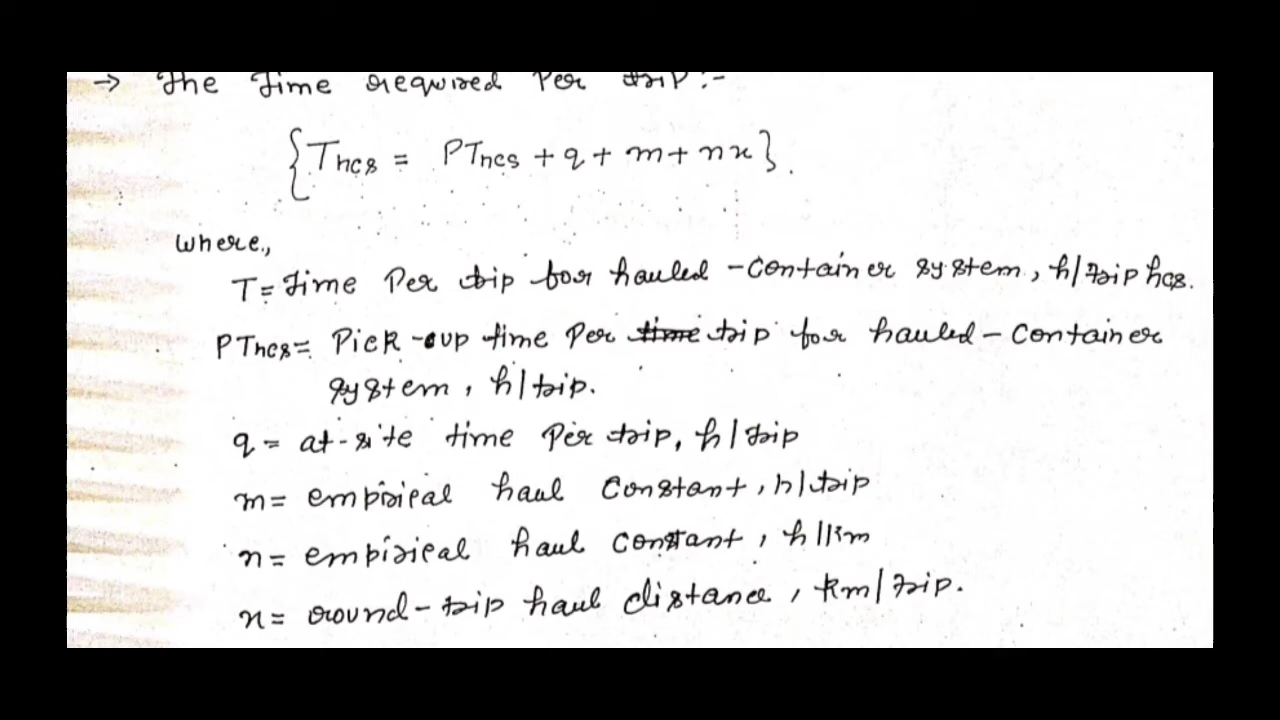 → The Time required Per trip:-
{Thcs = PThcs + q + m + nx}.
where,
T = Time Per trip for hauled-container system, h/trip hcs.
PThcs = Pick-up time Per time trip for hauled-container
system, h/trip.
q = at-site time Per trip, h/trip
m = empirical haul constant, h/trip
n = empirical haul constant, h/km
x = round-trip haul distance, km/trip.